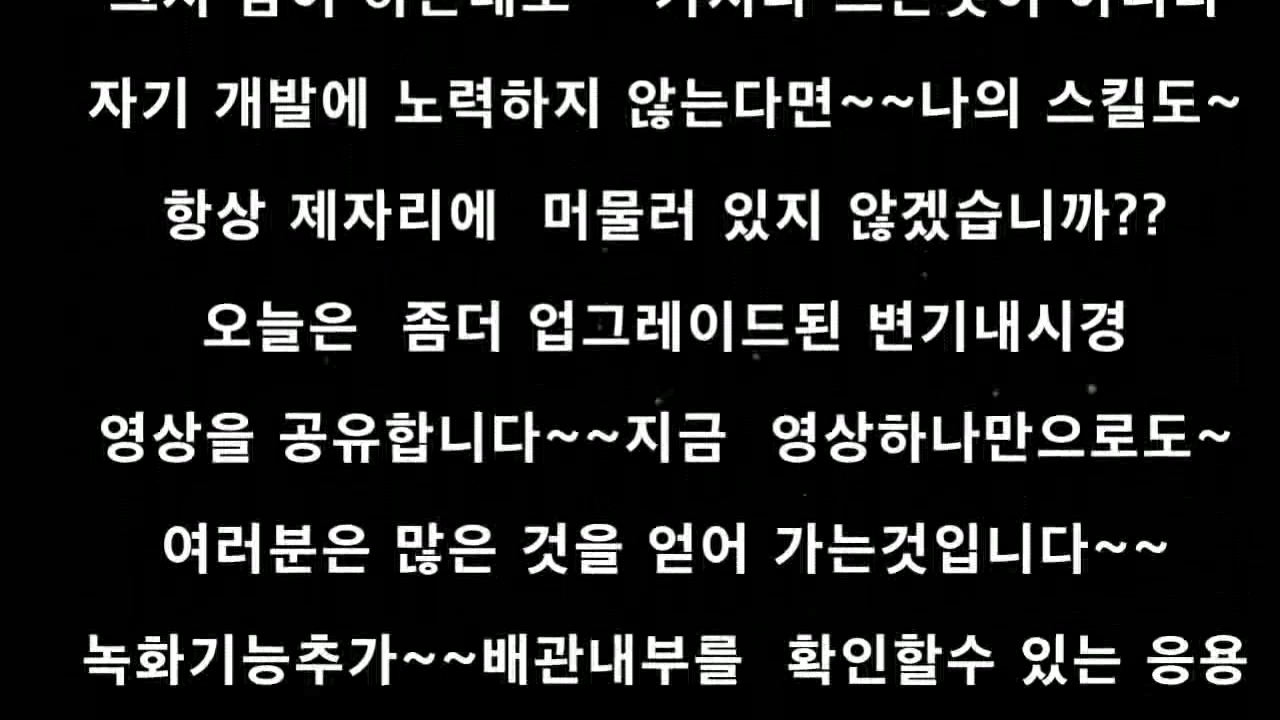 자기 개발에 노력하지 않는다면~~나의 스킬도~
항상 제자리에 머물러 있지 않겠습니까??
오늘은 좀더 업그레이드된 변기내시경
영상을 공유합니다~~지금 영상하나만으로도~
여러분은 많은 것을 얻어 가는것입니다~~
녹화기능추가~~배관내부를 확인할수 있는 응용